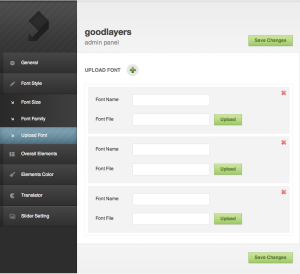 goodlayers
admin panel
Save Changes
General
Font Style
Font Size
Font Family
Upload Font
Overall Elements
Elements Color
Translator
Slider Setting
UPLOAD FONT
Font Name
Font File
Upload
Font Name
Font File
Upload
Font Name
Font File
Upload
Save Changes